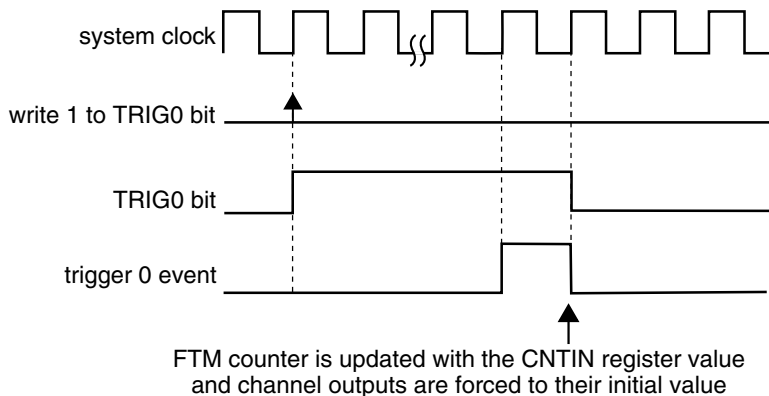 system clock
write 1 to TRIG0 bit
TRIG0 bit
trigger 0 event
FTM counter is updated with the CNTIN register value
and channel outputs are forced to their initial value